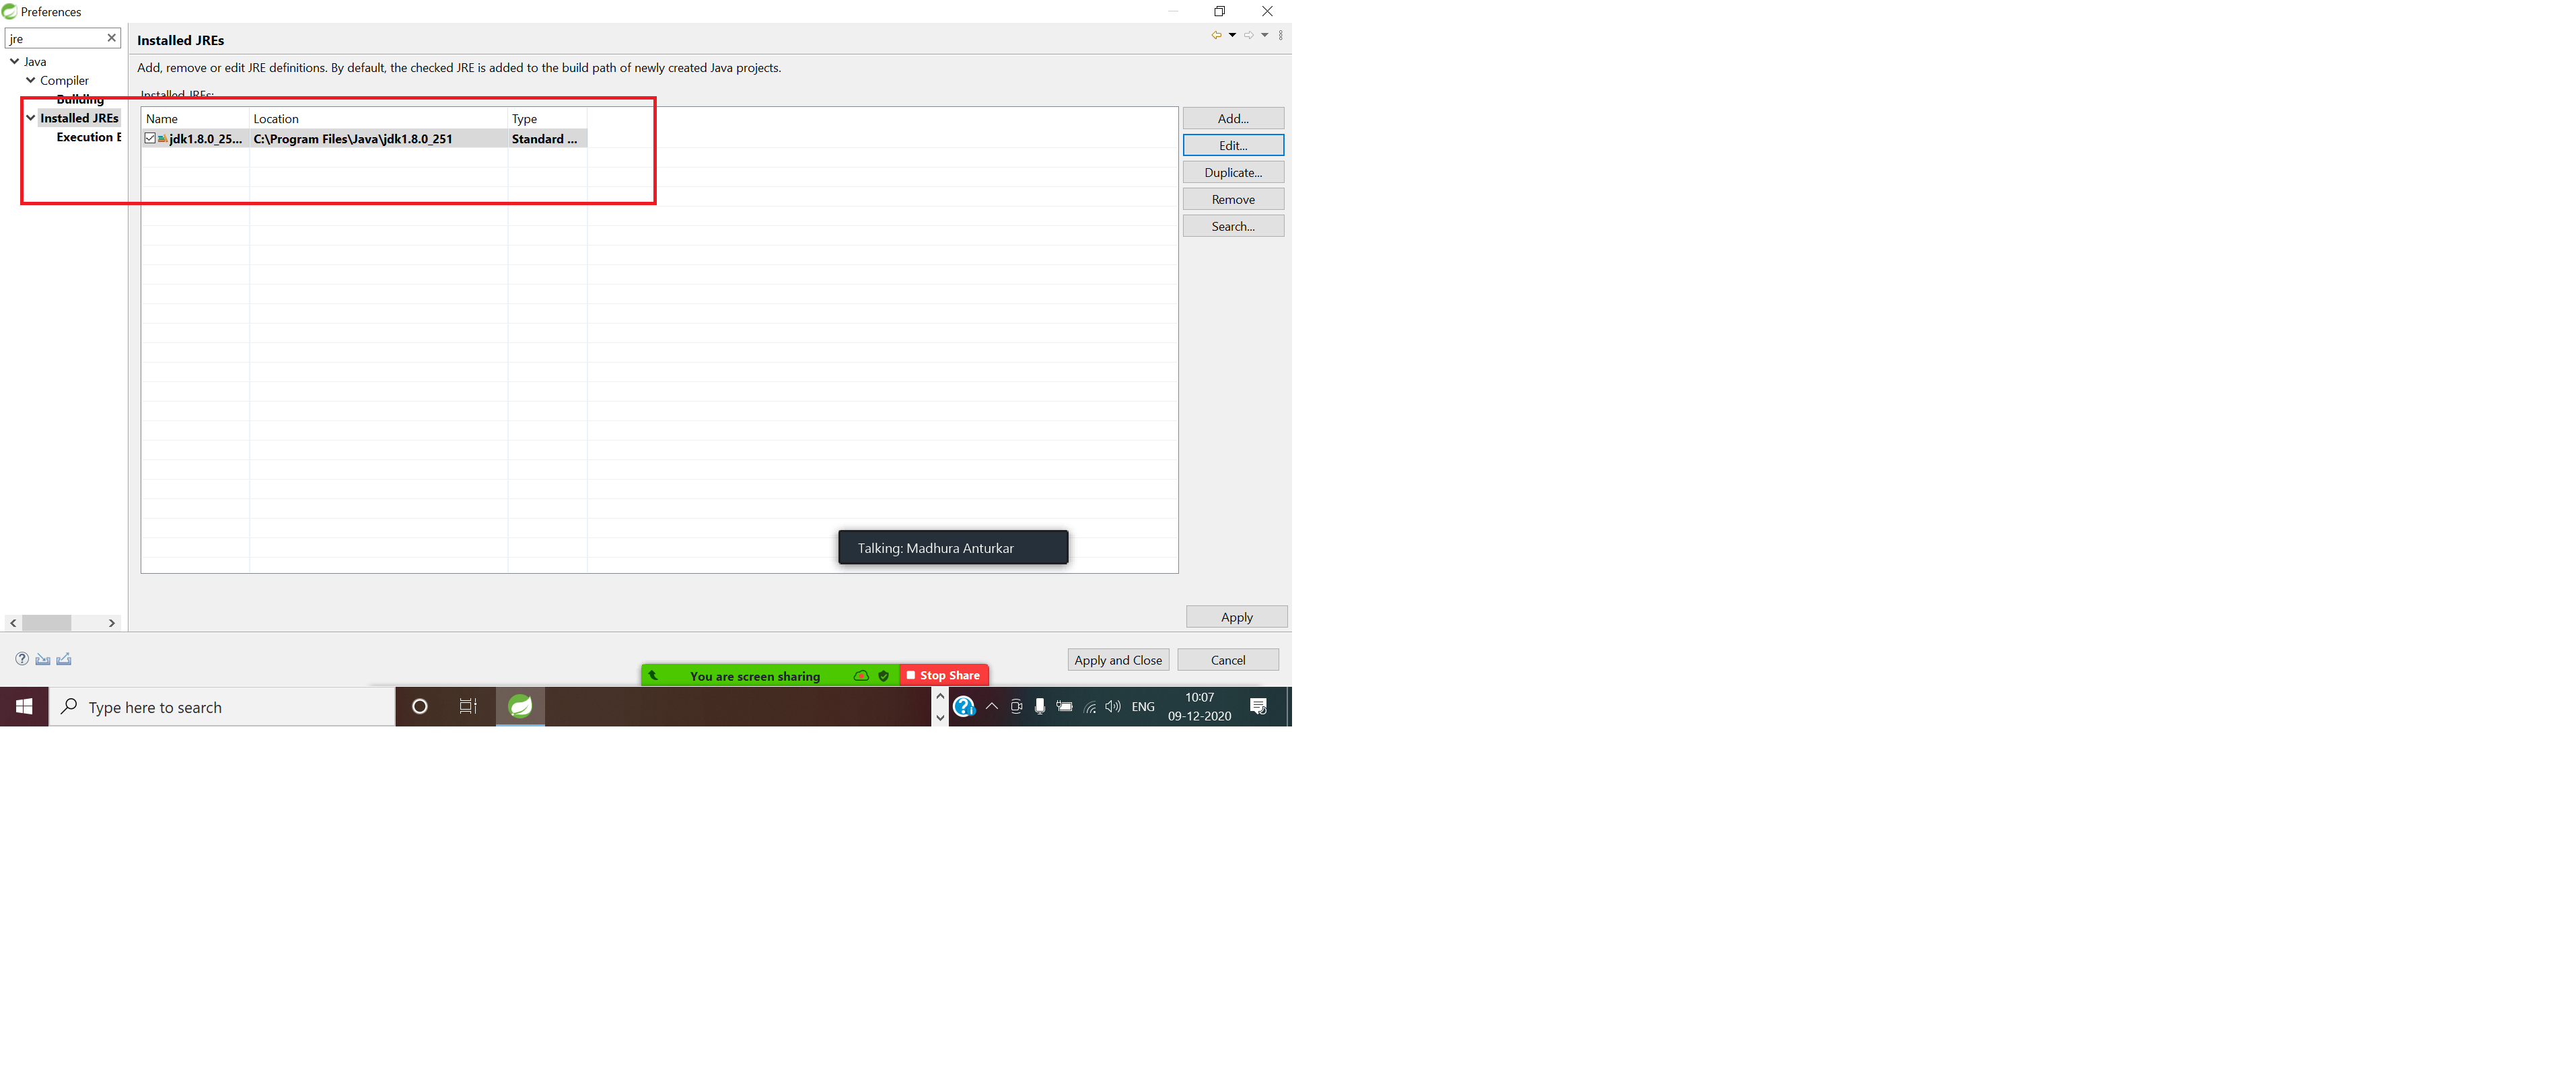 Preferences
jre
Installed JREs
Java
Compiler
Building
Installed JREs
Execution E
Add, remove or edit JRE definitions. By default, the checked JRE is added to the build path of newly created Java projects.
Installed JREs:
Name Location Type
jdk1.8.0_25... C:\Program Files\Java\jdk1.8.0_251 Standard ...
Add...
Edit...
Duplicate...
Remove
Search...
Talking: Madhura Anturkar
Apply
Apply and Close Cancel
You are screen sharing Stop Share
Type here to search
ENG
10:07
09-12-2020